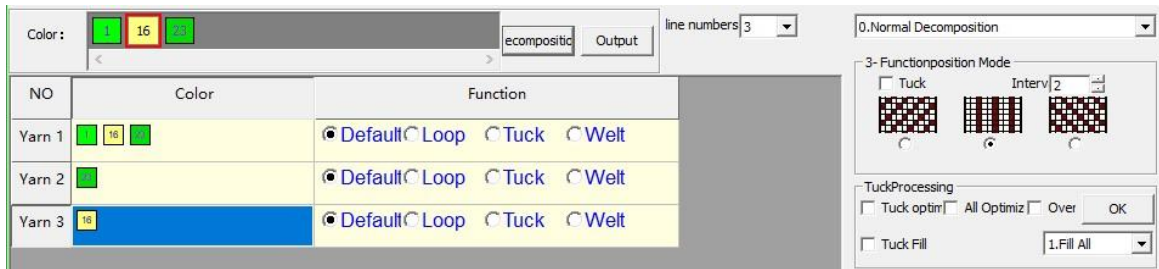 Color:
1 16 23
ecompositic
Output
line numbers 3
0.Normal Decomposition
3- Functionposition Mode
Tuck Interv 2
NO Color Function
Yarn 1 1 16 23 Default Loop Tuck Welt
Yarn 2 23 Default Loop Tuck Welt
Yarn 3 16 Default Loop Tuck Welt
TuckProcessing
Tuck optim All Optimiz Over OK
Tuck Fill 1.Fill All